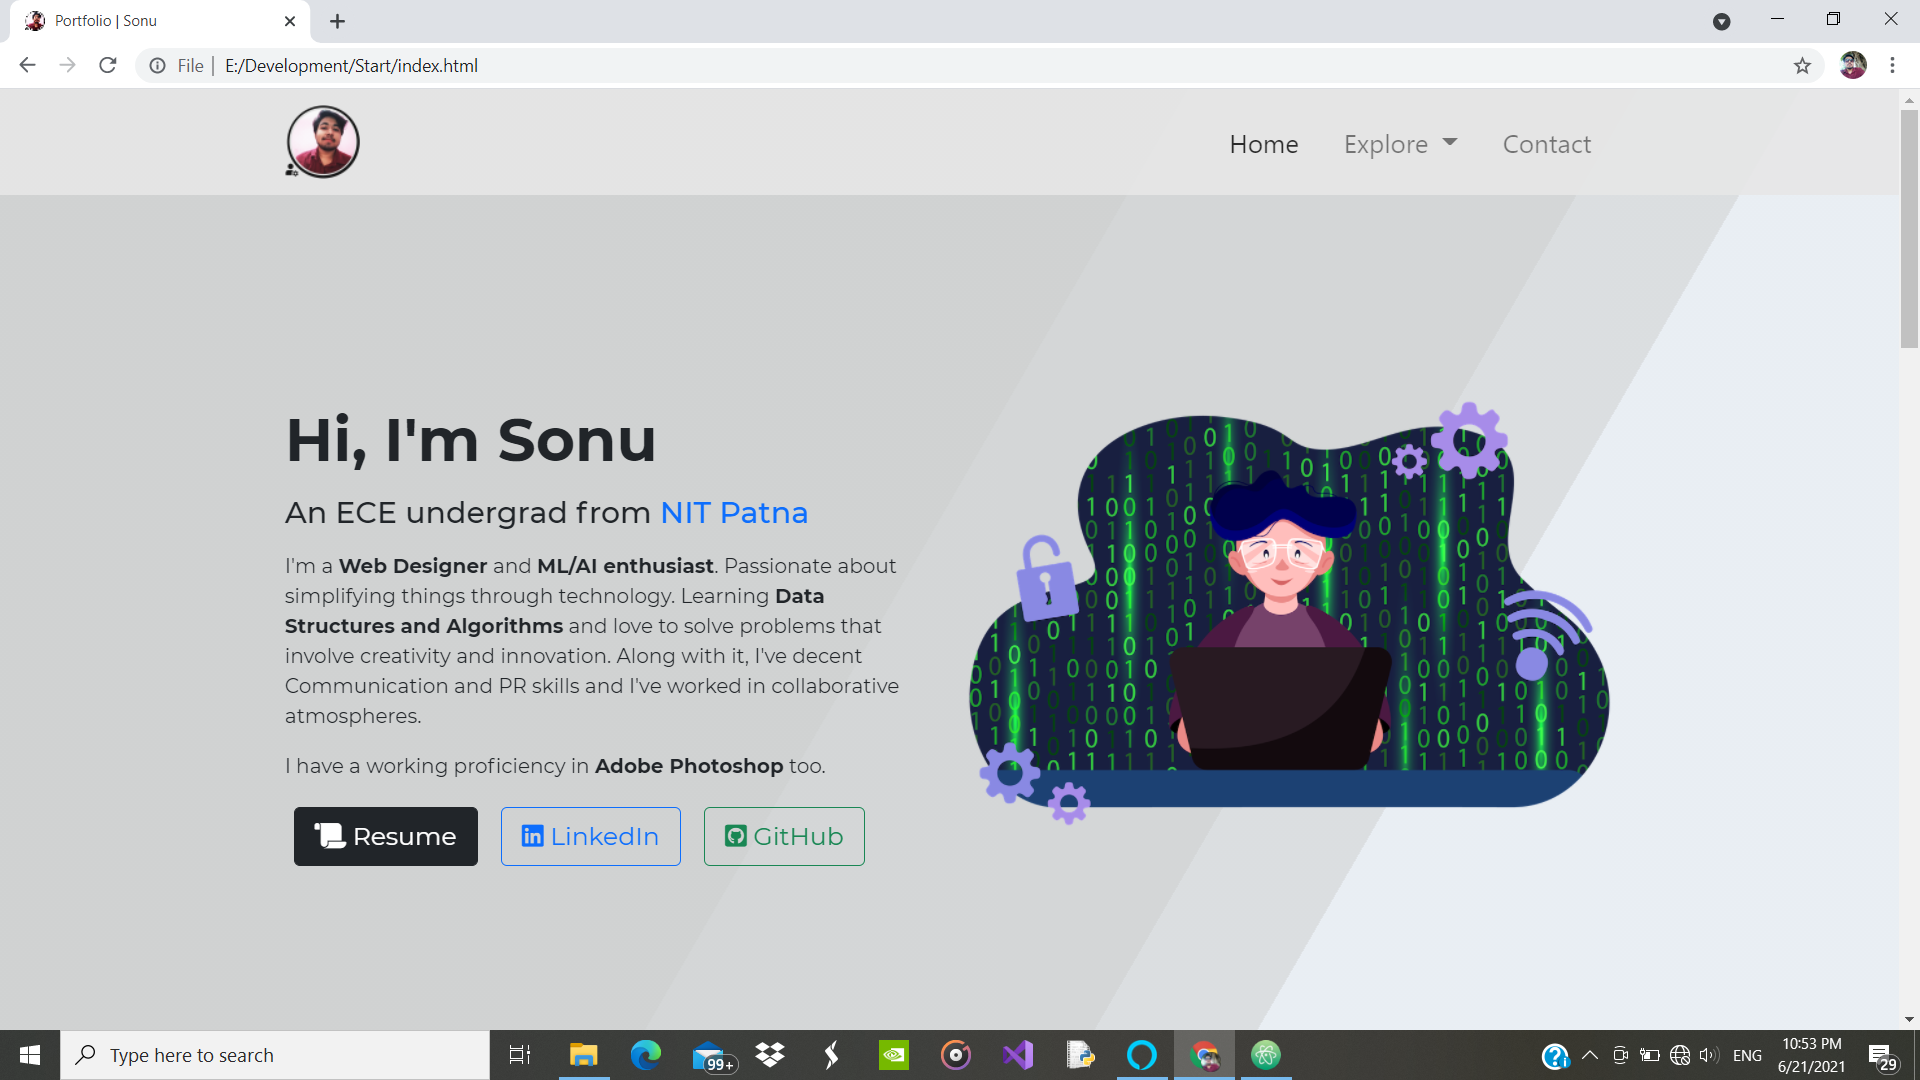 Portfolio | Sonu
File | E:/Development/Start/index.html
Home Explore Contact
Hi, I'm Sonu
An ECE undergrad from NIT Patna
I'm a Web Designer and ML/AI enthusiast. Passionate about
simplifying things through technology. Learning Data
Structures and Algorithms and love to solve problems that
involve creativity and innovation. Along with it, I've decent
Communication and PR skills and I've worked in collaborative
atmospheres.
I have a working proficiency in Adobe Photoshop too.
Resume LinkedIn GitHub
Type here to search
99+
ENG
10:53 PM
6/21/2021
29